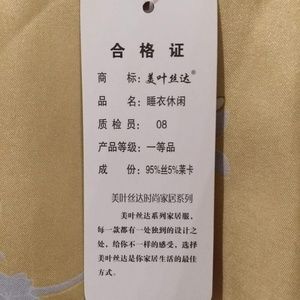 合格证
商 标：美叶丝达®
品 名：睡衣休闲
质 检 员： 08
产品等级：一等品
成 份：95%丝5%莱卡
美叶丝达时尚家居系列
美叶丝达系列家居服，
每一款都有一处独到的设计之
处，给你不一样的感受，选择
美叶丝达是你家居生活的最佳
方式。